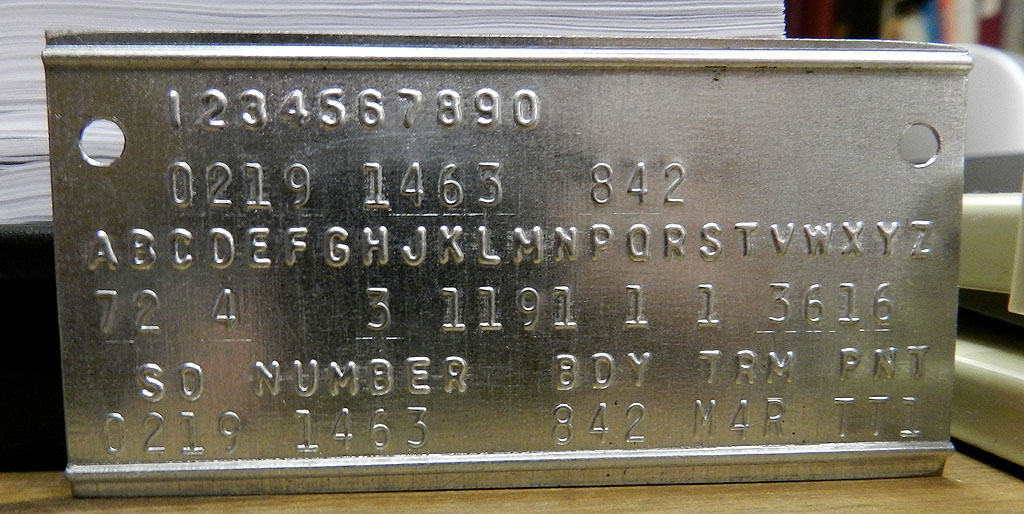 1234567890
0219 1463 842
ABCDEFGHJKLMNPQRSTVWXYZ
72 4 3 1191 1 1 3616
SO NUMBER BDY TRM PNT
0219 1463 842 M4R TT1